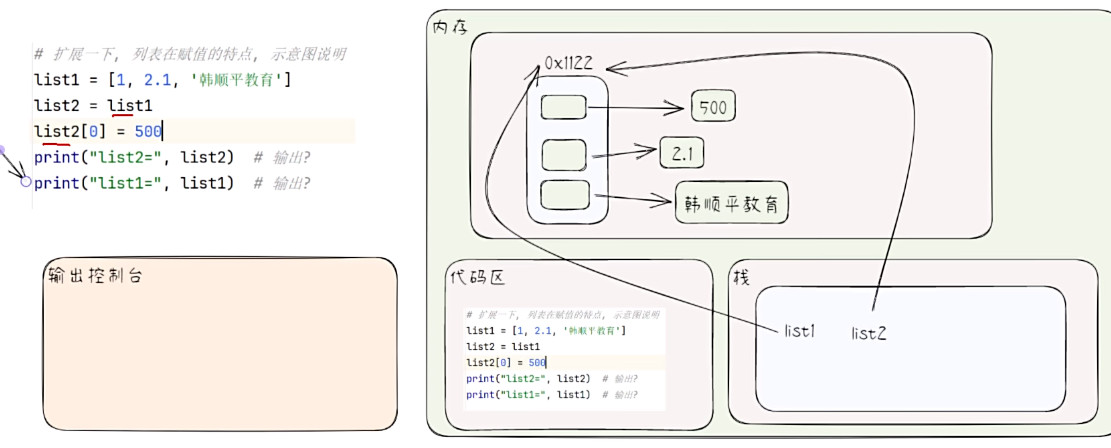 # 扩展一下, 列表在赋值的特点, 示意图说明
list1 = [1, 2.1, '韩顺平教育']
list2 = list1
list2[0] = 500
print("list2=", list2)  # 输出?
print("list1=", list1)  # 输出?
输出控制台
内存
0x1122
500
2.1
韩顺平教育
代码区
# 扩展一下, 列表在赋值的特点, 示意图说明
list1 = [1, 2.1, '韩顺平教育']
list2 = list1
list2[0] = 500
print("list2=", list2)  # 输出?
print("list1=", list1)  # 输出?
栈
list1
list2